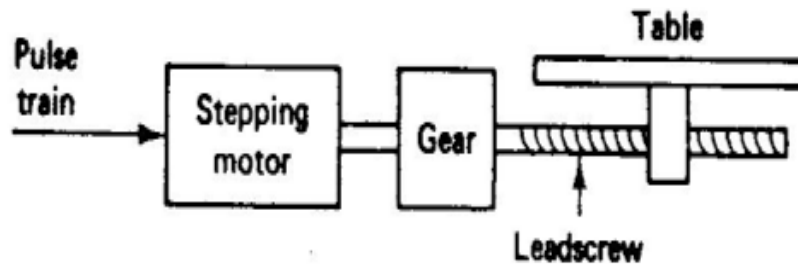 Pulse
train
Stepping
motor
Gear
Table
Leadscrew